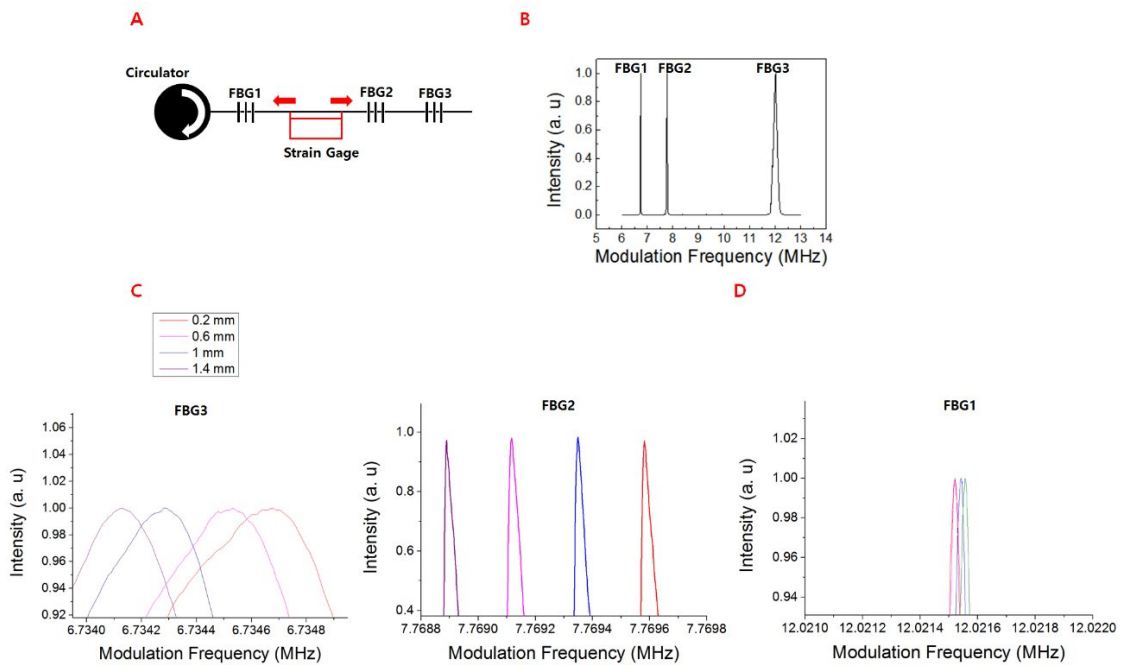 A
Circulator
FBG1
FBG2
FBG3
Strain Gage
B
FBG1
FBG2
FBG3
1.0
0.8
0.6
0.4
0.2
0.0
Intensity (a. u)
5 6 7 8 9 10 11 12 13 14
Modulation Frequency (MHz)
C
0.2 mm
0.6 mm
1 mm
1.4 mm
FBG3
1.06
1.04
1.02
1.00
0.98
0.96
0.94
0.92
Intensity (a. u)
6.7340 6.7342 6.7344 6.7346 6.7348
Modulation Frequency (MHz)
FBG2
1.0
0.8
0.6
0.4
Intensity (a. u)
7.7688 7.7690 7.7692 7.7694 7.7696 7.7698
Modulation Frequency (MHz)
D
FBG1
1.02
1.00
0.98
0.96
0.94
Intensity (a. u)
12.0210 12.0212 12.0214 12.0216 12.0218 12.0220
Modulation Frequency (MHz)